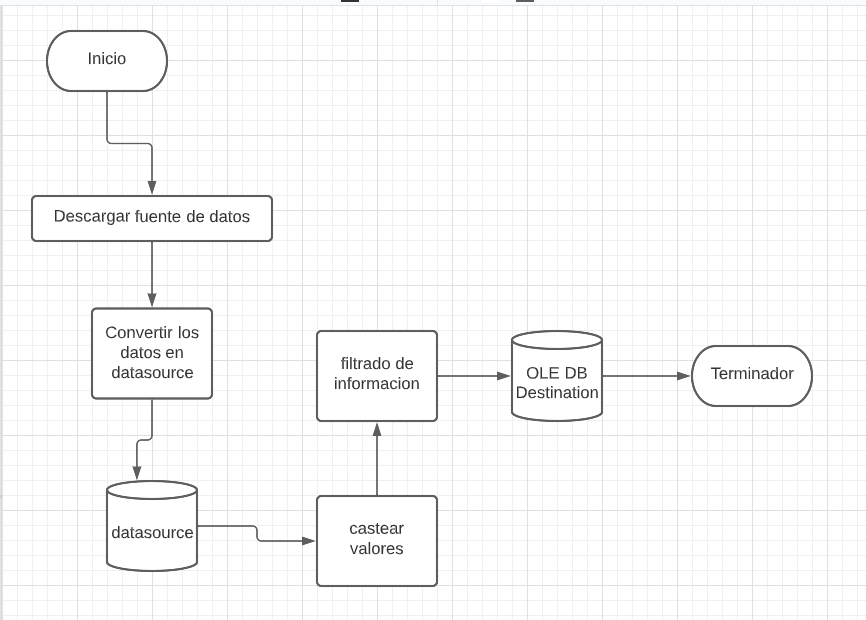 Inicio
Descargar fuente de datos
Convertir los
datos en
datasource
datasource
castear
valores
filtrado de
informacion
OLE DB
Destination
Terminador